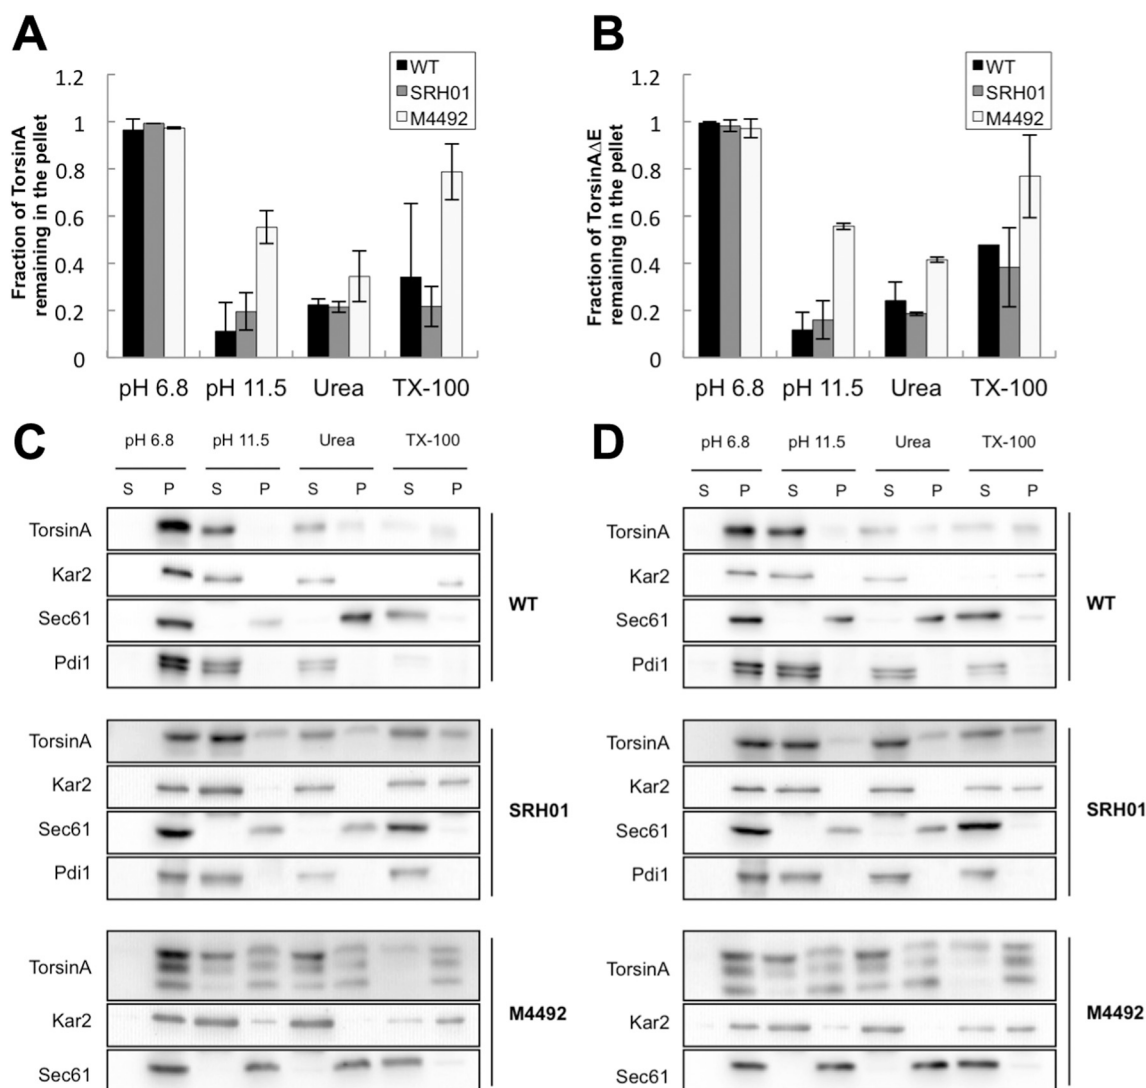 A
WT
SRH01
M4492
Fraction of TorsinA
remaining in the pellet
1.2
1
0.8
0.6
0.4
0.2
0
pH 6.8 pH 11.5 Urea TX-100
B
WT
SRH01
M4492
Fraction of TorsinAΔE
remaining in the pellet
1.2
1
0.8
0.6
0.4
0.2
0
pH 6.8 pH 11.5 Urea TX-100
C
pH 6.8 pH 11.5 Urea TX-100
S P S P S P S P
TorsinA
Kar2
Sec61
Pdi1
WT
TorsinA
Kar2
Sec61
Pdi1
SRH01
TorsinA
Kar2
Sec61
M4492
D
pH 6.8 pH 11.5 Urea TX-100
S P S P S P S P
TorsinA
Kar2
Sec61
Pdi1
WT
TorsinA
Kar2
Sec61
Pdi1
SRH01
TorsinA
Kar2
Sec61
M4492